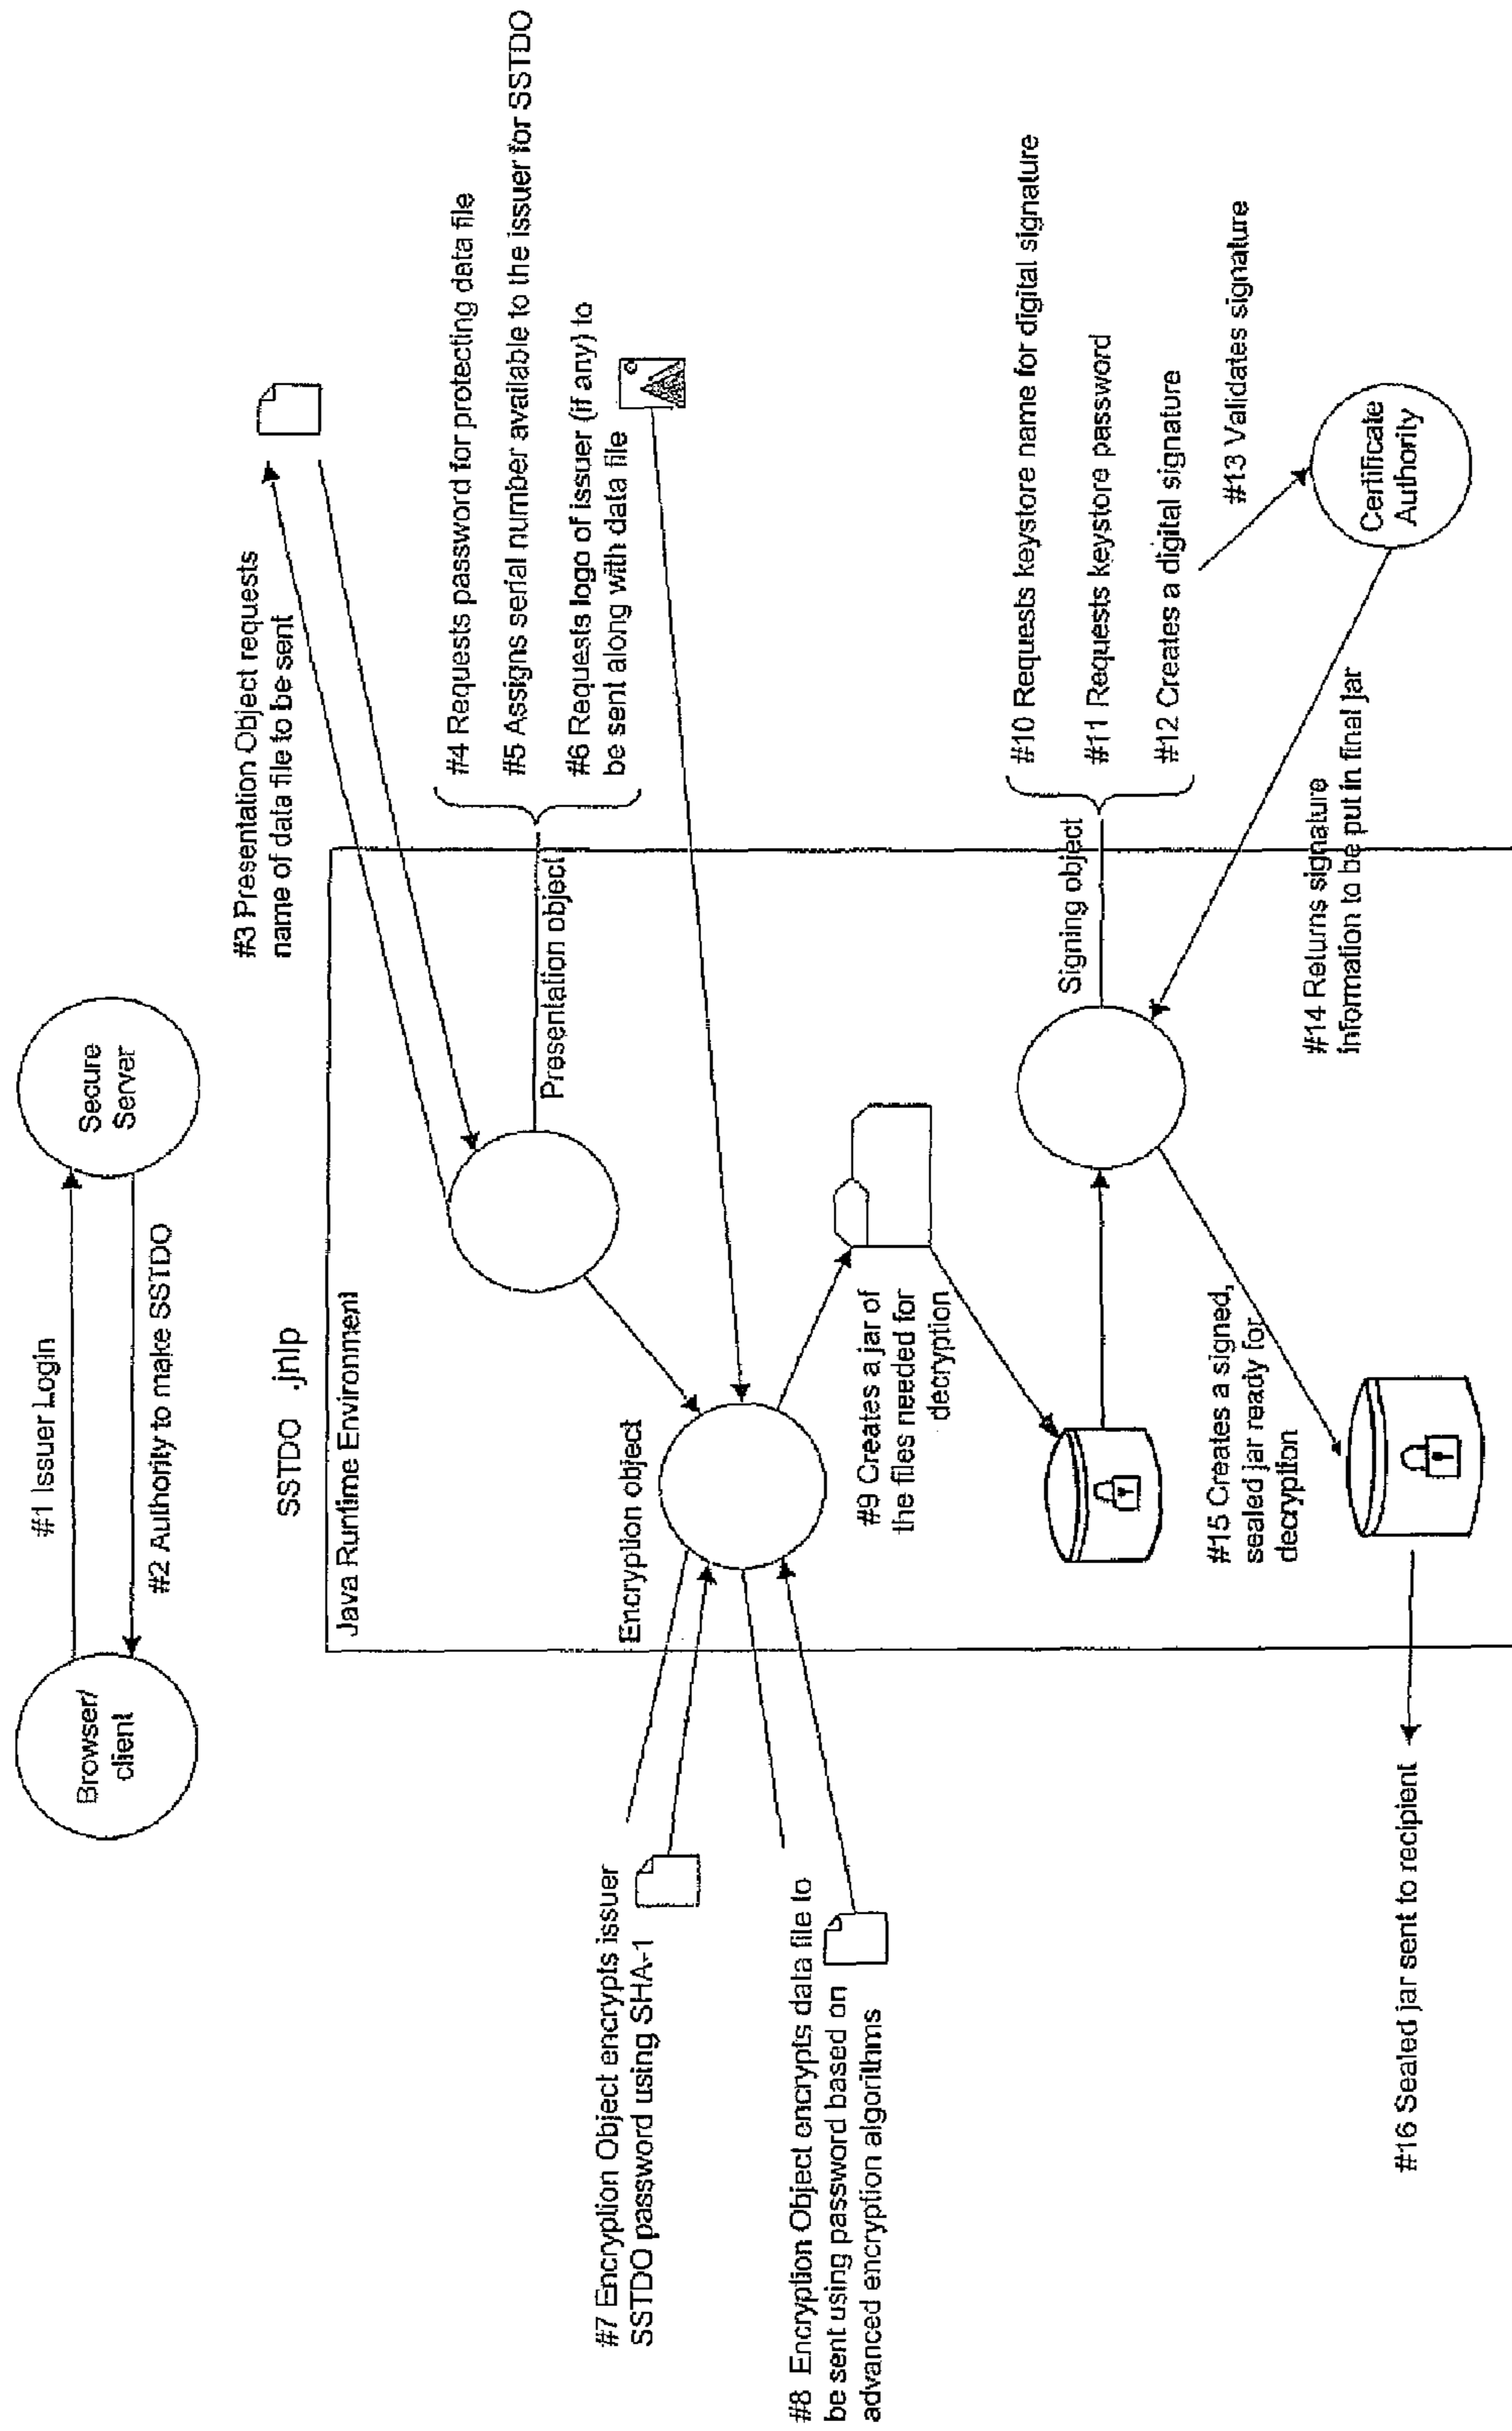 #1 Issuer Login
Browser/
client
Secure
Server
#2 Authority to make SSTDO
SSTDO .jnlp
Java Runtime Environment
#3 Presentation Object requests
name of data file to be sent
Presentation object
#4 Requests password for protecting data file
#5 Assigns serial number available to the issuer for SSTDO
#6 Requests logo of issuer (if any) to
be sent along with data file
Encryption object
#7 Encryption Object encrypts issuer
SSTDO password using SHA-1
#8 Encryption Object encrypts data file to
be sent using password based on
advanced encryption algorithms
#9 Creates a jar of
the files needed for
decryption
Signing object
#10 Requests keystore name for digital signature
#11 Requests keystore password
#12 Creates a digital signature
#13 Validates signature
Certificate
Authority
#14 Returns signature
information to be put in final jar
#15 Creates a signed,
sealed jar ready for
decryption
#16 Sealed jar sent to recipient